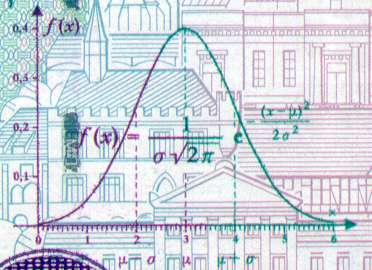 0,4 f(x)
0,3
0,2
f(x) = 1/(σ√2π) e^(-(x-μ)²/2σ²)
0,1
x
0 1 2 3 4 5 6
μ-σ μ μ+σ